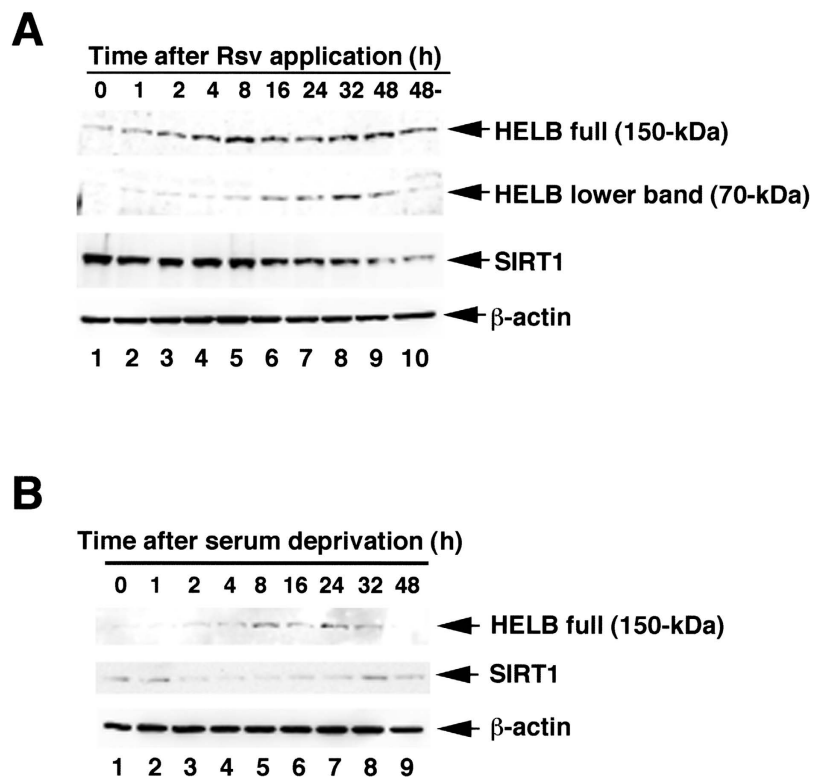 A
Time after Rsv application (h)
0 1 2 4 8 16 24 32 48 48-
HELB full (150-kDa)
HELB lower band (70-kDa)
SIRT1
β-actin
1 2 3 4 5 6 7 8 9 10
B
Time after serum deprivation (h)
0 1 2 4 8 16 24 32 48
HELB full (150-kDa)
SIRT1
β-actin
1 2 3 4 5 6 7 8 9